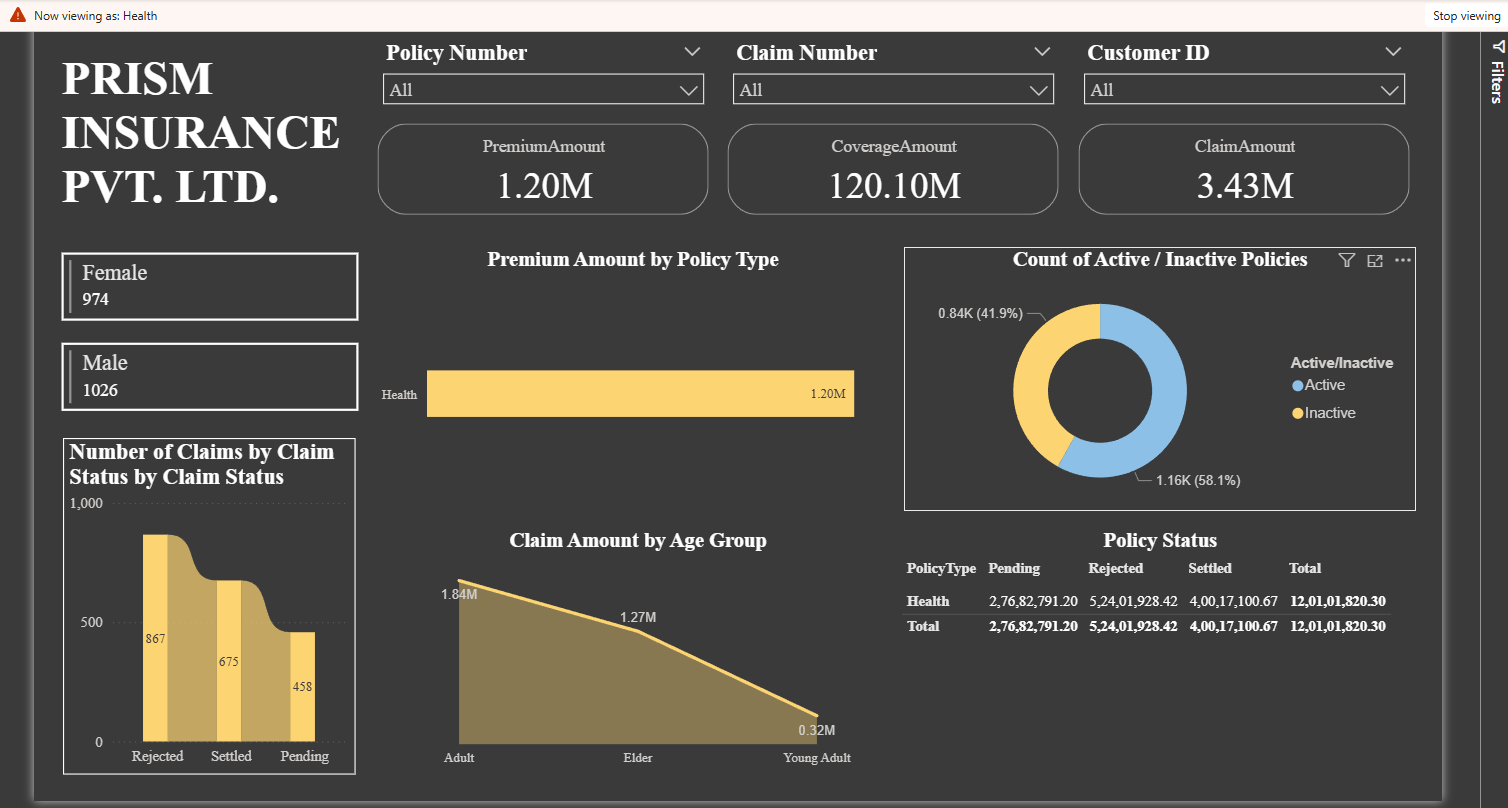 Now viewing as: Health
Stop viewing
Filters
PRISM
INSURANCE
PVT. LTD.
Policy Number
All
Claim Number
All
Customer ID
All
PremiumAmount
1.20M
CoverageAmount
120.10M
ClaimAmount
3.43M
Female
974
Male
1026
Premium Amount by Policy Type
Health
1.20M
Count of Active / Inactive Policies
0.84K (41.9%)
1.16K (58.1%)
Active/Inactive
Active
Inactive
Number of Claims by Claim
Status by Claim Status
1,000
500
0
867
675
458
Rejected Settled Pending
Claim Amount by Age Group
1.84M
1.27M
0.32M
Adult Elder Young Adult
Policy Status
PolicyType Pending Rejected Settled Total
Health 2,76,82,791.20 5,24,01,928.42 4,00,17,100.67 12,01,01,820.30
Total 2,76,82,791.20 5,24,01,928.42 4,00,17,100.67 12,01,01,820.30